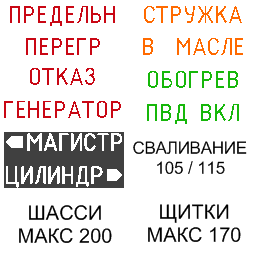 ПРЕДЕЛЬН
ПЕРЕГР
ОТКАЗ
ГЕНЕРАТОР
МАГИСТР
ЦИЛИНДР
ШАССИ
МАКС 200
СТРУЖКА
В МАСЛЕ
ОБОГРЕВ
ПВД ВКЛ
СВАЛИВАНИЕ
105 / 115
ЩИТКИ
МАКС 170